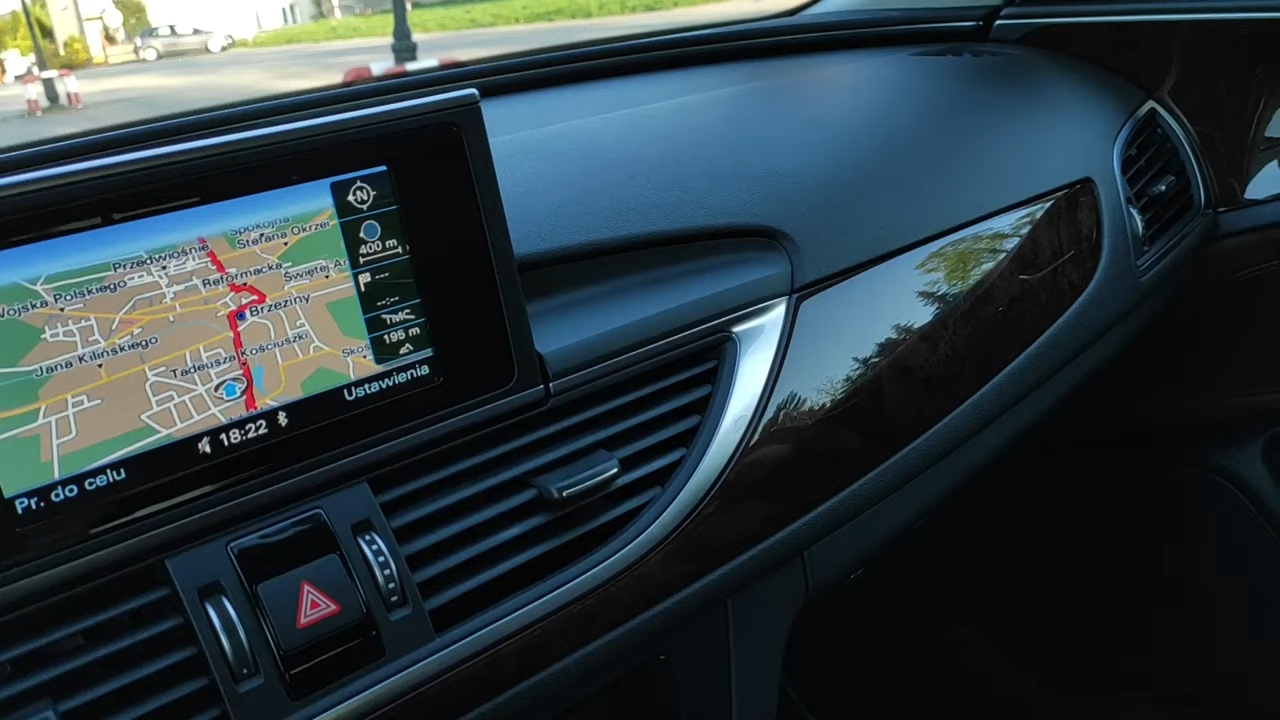 N
Spokojna
Stefana Okrzei
Przedwiośnie
400 m
Reformacka
Świętej An
Wojska Polskiego
---
Brzeziny
--:--
TMC
195 m
Jana Kilińskiego
Tadeusza Kościuszki
Skos
Ustawienia
18:22
Pr. do celu